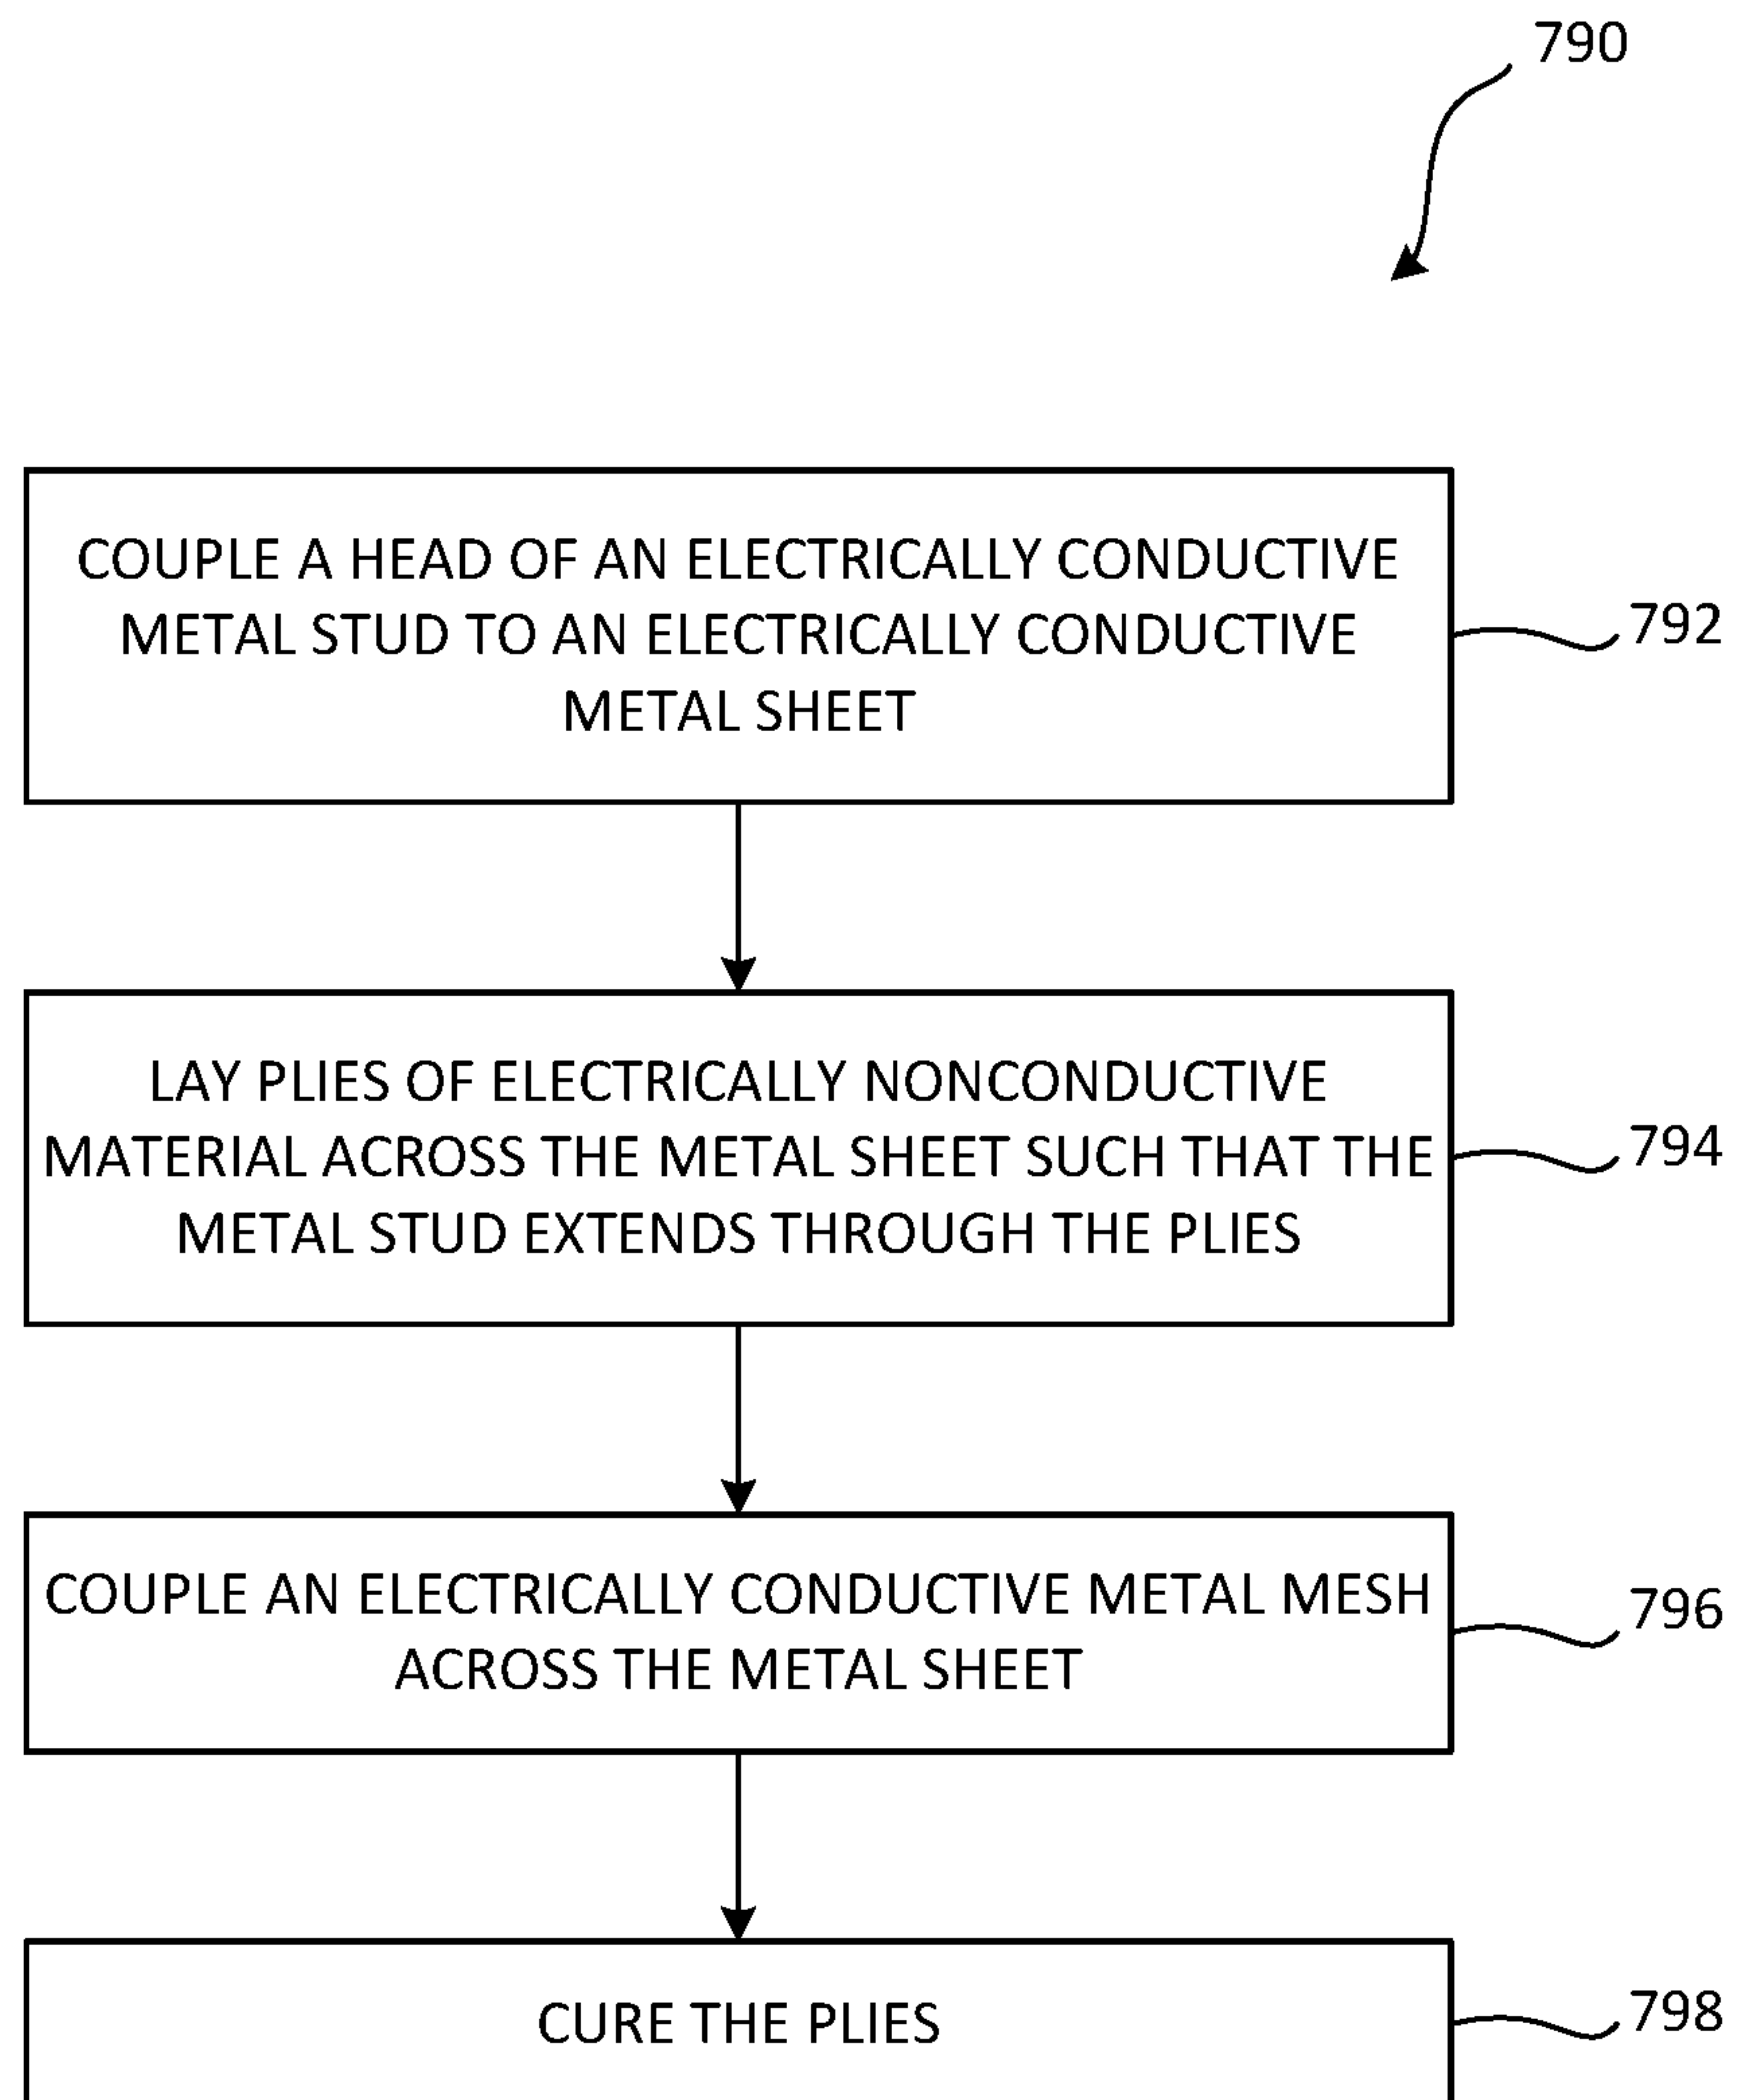 790
COUPLE A HEAD OF AN ELECTRICALLY CONDUCTIVE
METAL STUD TO AN ELECTRICALLY CONDUCTIVE
METAL SHEET
792
LAY PLIES OF ELECTRICALLY NONCONDUCTIVE
MATERIAL ACROSS THE METAL SHEET SUCH THAT THE
METAL STUD EXTENDS THROUGH THE PLIES
794
COUPLE AN ELECTRICALLY CONDUCTIVE METAL MESH
ACROSS THE METAL SHEET
796
CURE THE PLIES
798